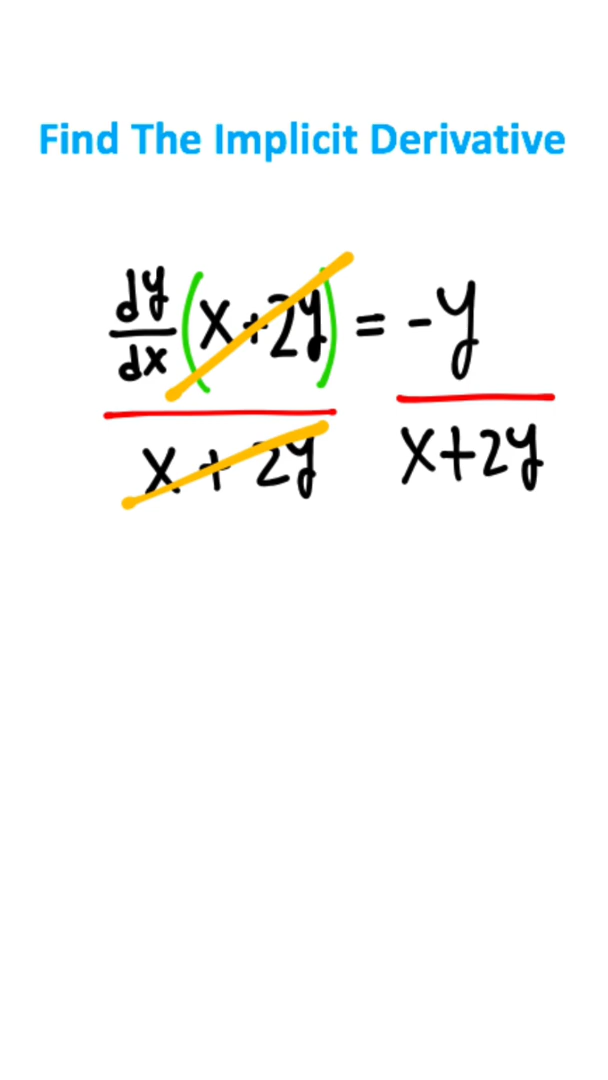 Find The Implicit Derivative
dy/dx (x+2y) = -y
x + 2y   x+2y